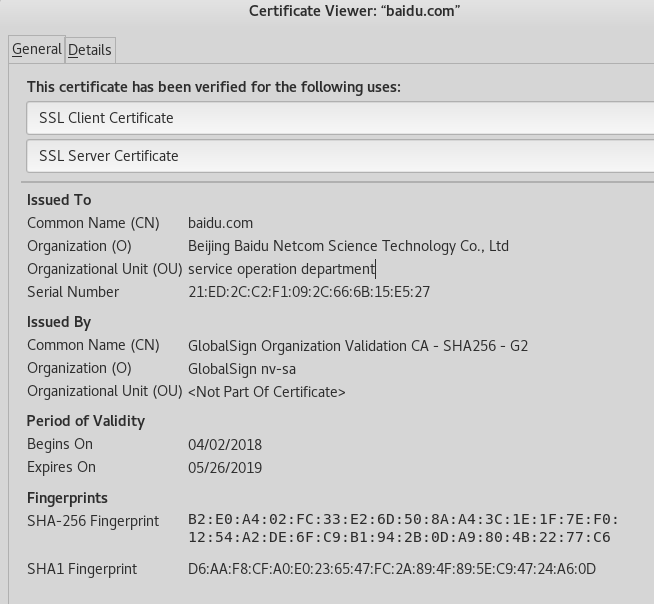 Certificate Viewer: “baidu.com”
General Details
This certificate has been verified for the following uses:
SSL Client Certificate
SSL Server Certificate
Issued To
Common Name (CN) baidu.com
Organization (O) Beijing Baidu Netcom Science Technology Co., Ltd
Organizational Unit (OU) service operation department
Serial Number 21:ED:2C:C2:F1:09:2C:66:6B:15:E5:27
Issued By
Common Name (CN) GlobalSign Organization Validation CA - SHA256 - G2
Organization (O) GlobalSign nv-sa
Organizational Unit (OU) <Not Part Of Certificate>
Period of Validity
Begins On 04/02/2018
Expires On 05/26/2019
Fingerprints
SHA-256 Fingerprint B2:E0:A4:02:FC:33:E2:6D:50:8A:A4:3C:1E:1F:7E:F0:
12:54:A2:DE:6F:C9:B1:94:2B:0D:A9:80:4B:22:77:C6
SHA1 Fingerprint D6:AA:F8:CF:A0:E0:23:65:47:FC:2A:89:4F:89:5E:C9:47:24:A6:0D